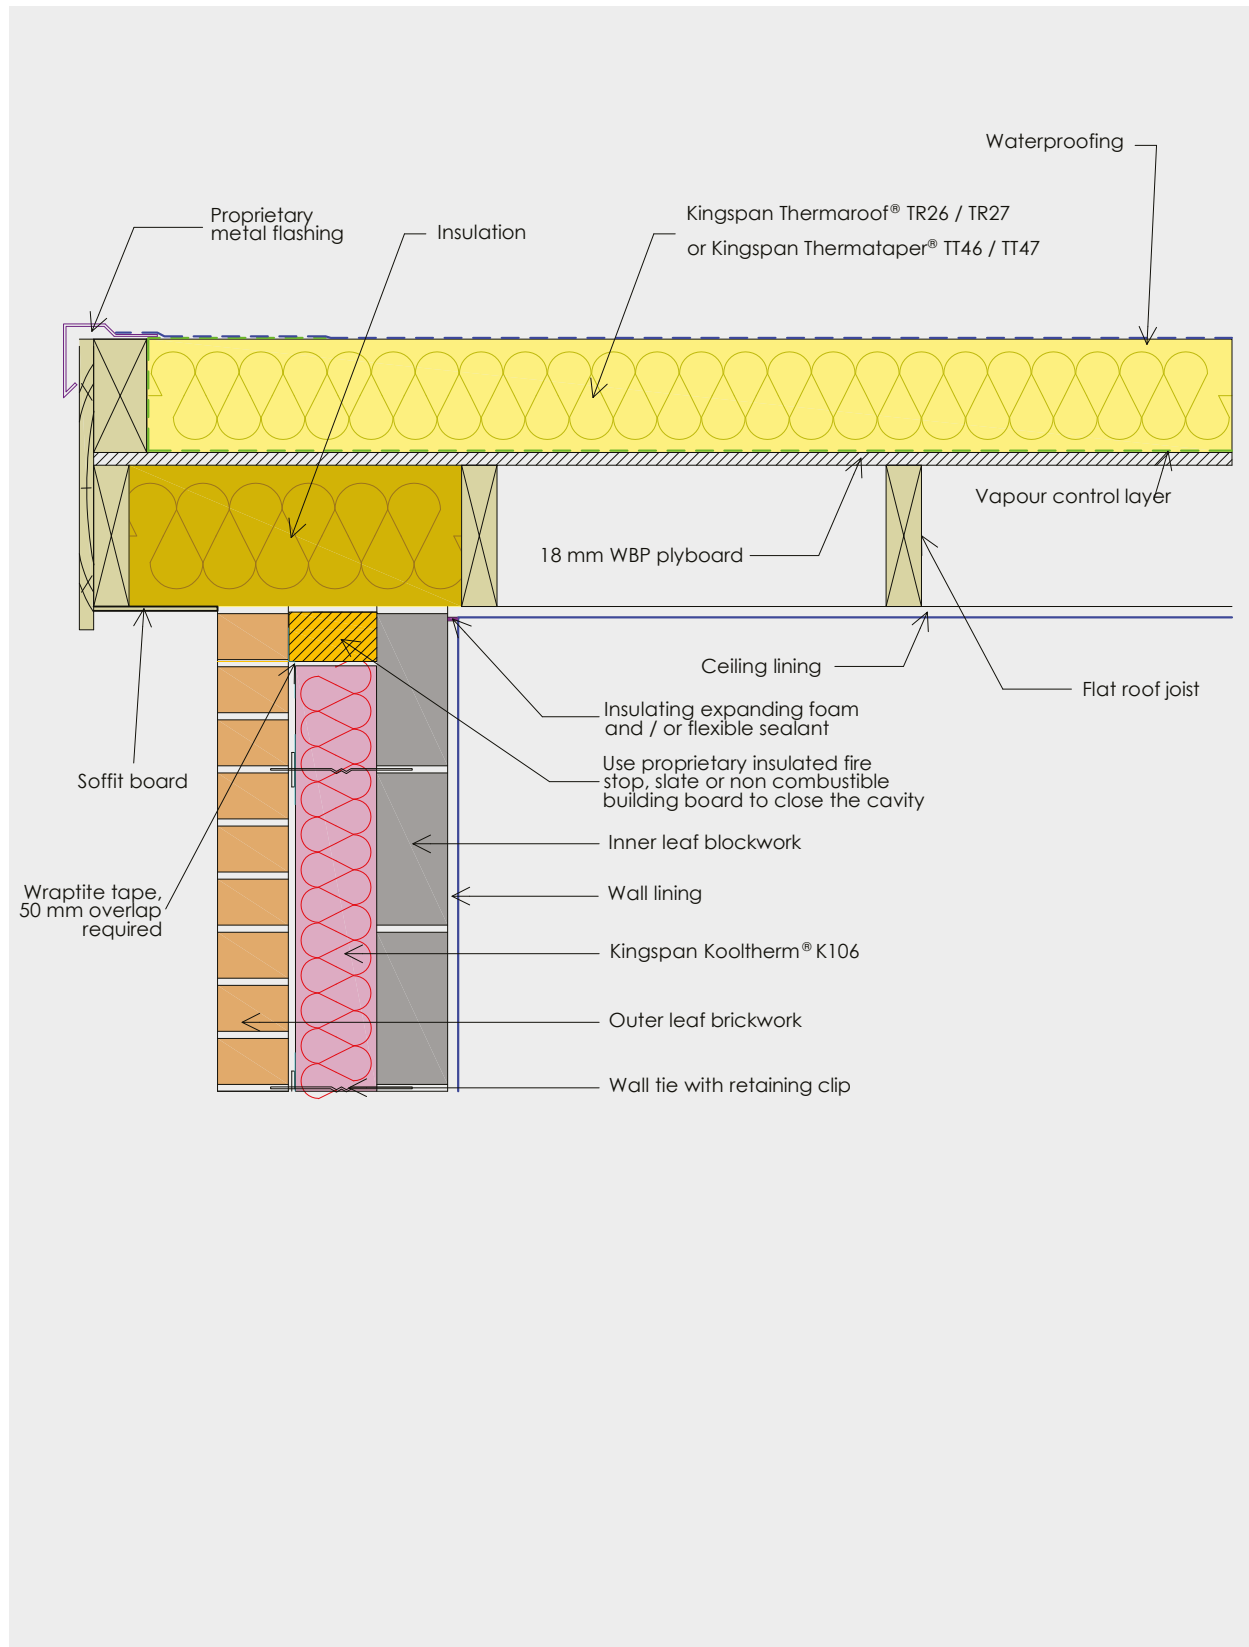 Waterproofing
Proprietary
metal flashing
Insulation
Kingspan Thermaroof® TR26 / TR27
or Kingspan Thermataper® TT46 / TT47
Vapour control layer
18 mm WBP plyboard
Ceiling lining
Flat roof joist
Insulating expanding foam
and / or flexible sealant
Soffit board
Use proprietary insulated fire
stop, slate or non combustible
building board to close the cavity
Inner leaf blockwork
Wraptite tape,
50 mm overlap
required
Wall lining
Kingspan Kooltherm® K106
Outer leaf brickwork
Wall tie with retaining clip